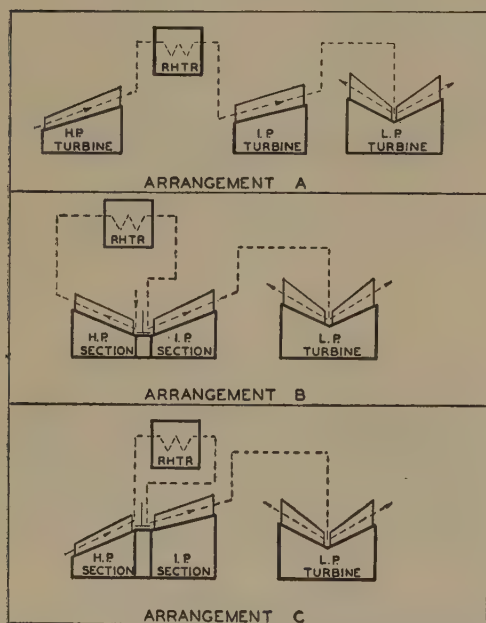 RHTR
H.P. I.P. L.P.
TURBINE TURBINE TURBINE
ARRANGEMENT A
RHTR
H.P. I.P. L.P.
SECTION SECTION TURBINE
ARRANGEMENT B
RHTR
H.P. I.P. L.P.
SECTION SECTION TURBINE
ARRANGEMENT C